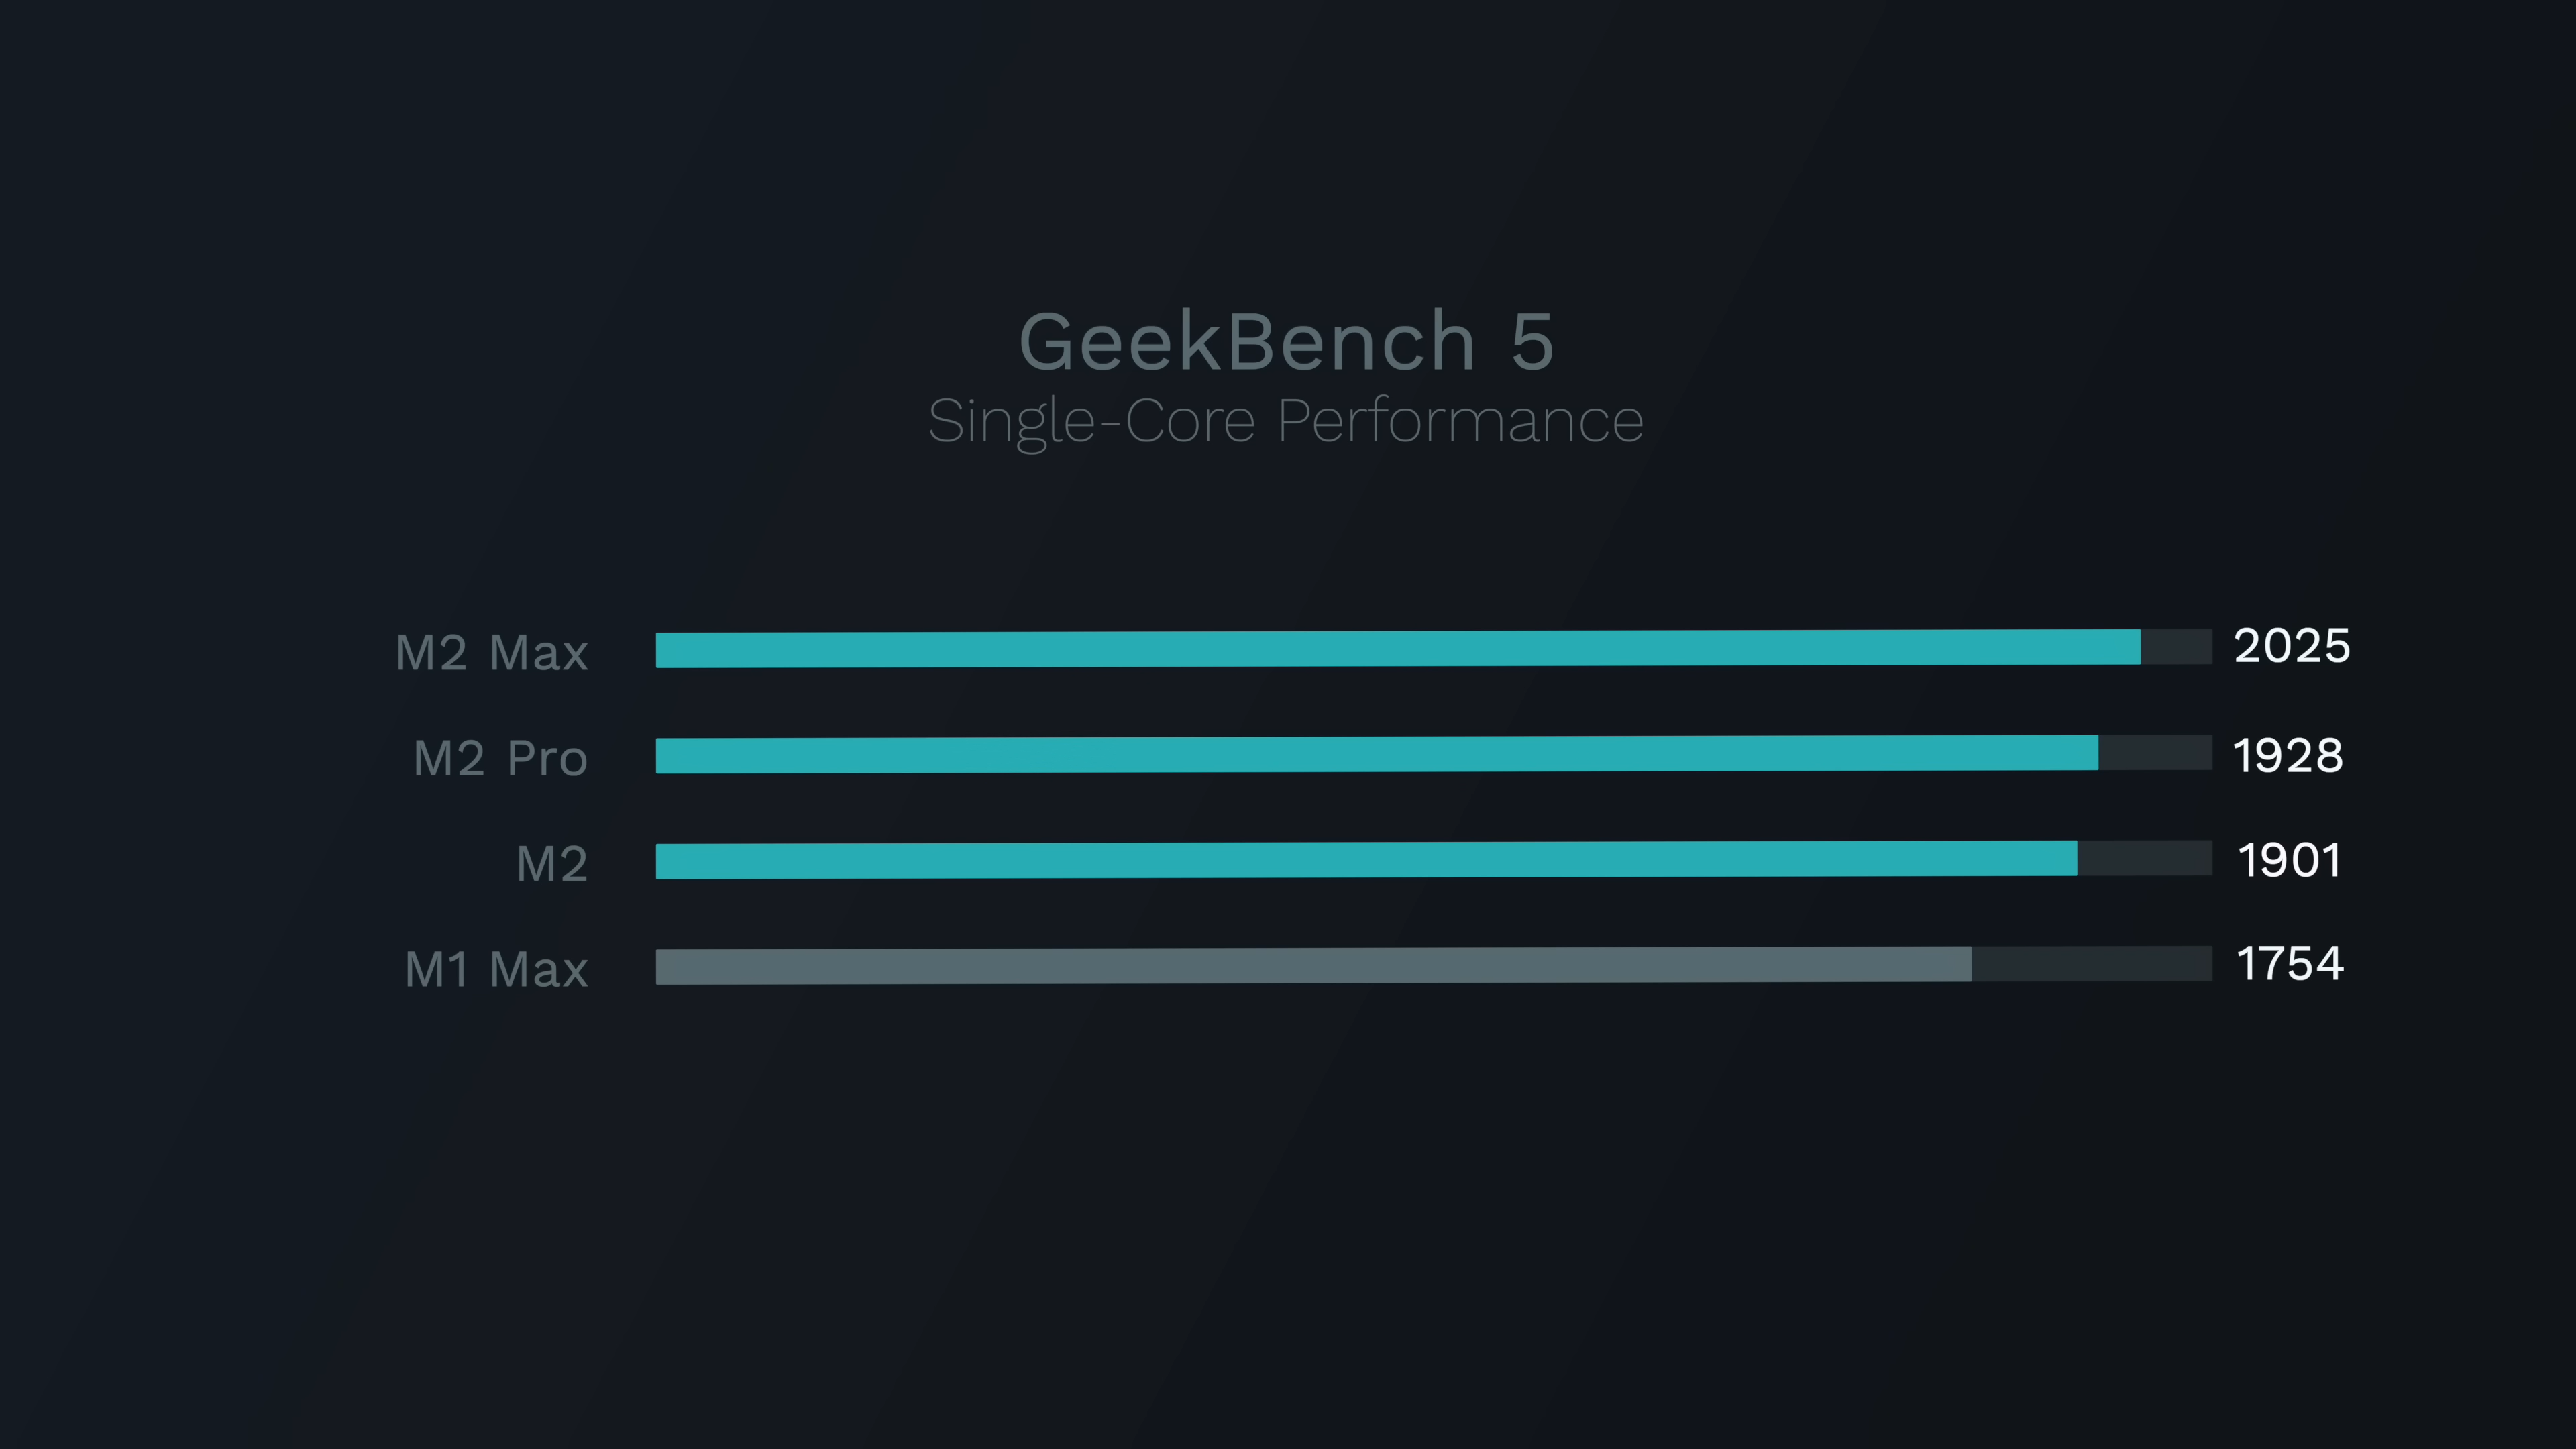 GeekBench 5
Single-Core Performance
M2 Max 2025
M2 Pro 1928
M2 1901
M1 Max 1754